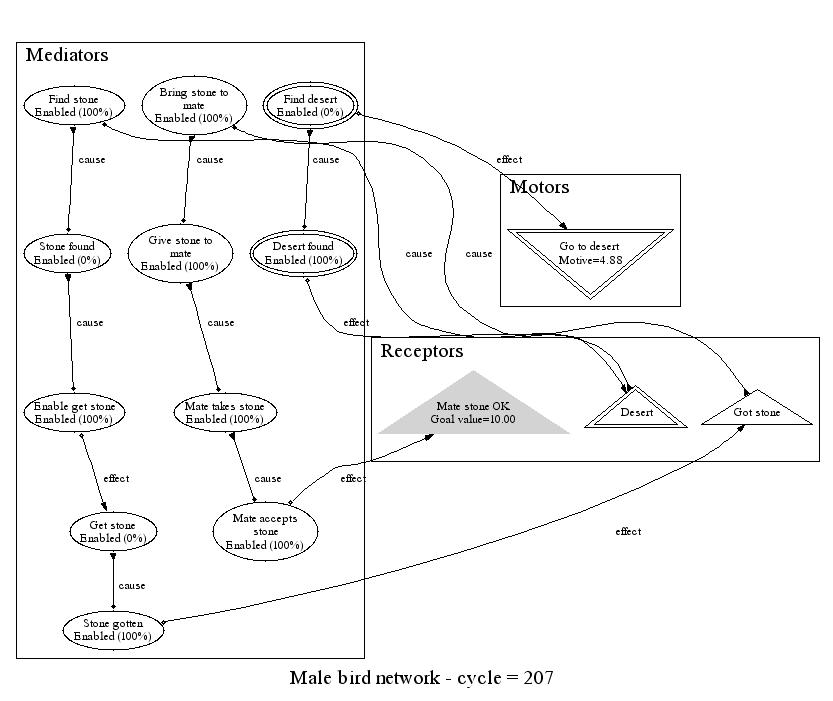 Mediators
Find stone
Enabled (100%)
Bring stone to
mate
Enabled (100%)
Find desert
Enabled (0%)
cause
cause
cause
effect
Motors
Go to desert
Motive=4.88
Stone found
Enabled (0%)
Give stone to
mate
Enabled (100%)
Desert found
Enabled (100%)
cause
cause
cause
cause
effect
Receptors
Mate stone OK
Goal value=10.00
Desert
Got stone
Enable get stone
Enabled (100%)
Mate takes stone
Enabled (100%)
effect
cause
effect
Get stone
Enabled (0%)
Mate accepts
stone
Enabled (100%)
effect
cause
Stone gotten
Enabled (100%)
Male bird network - cycle = 207